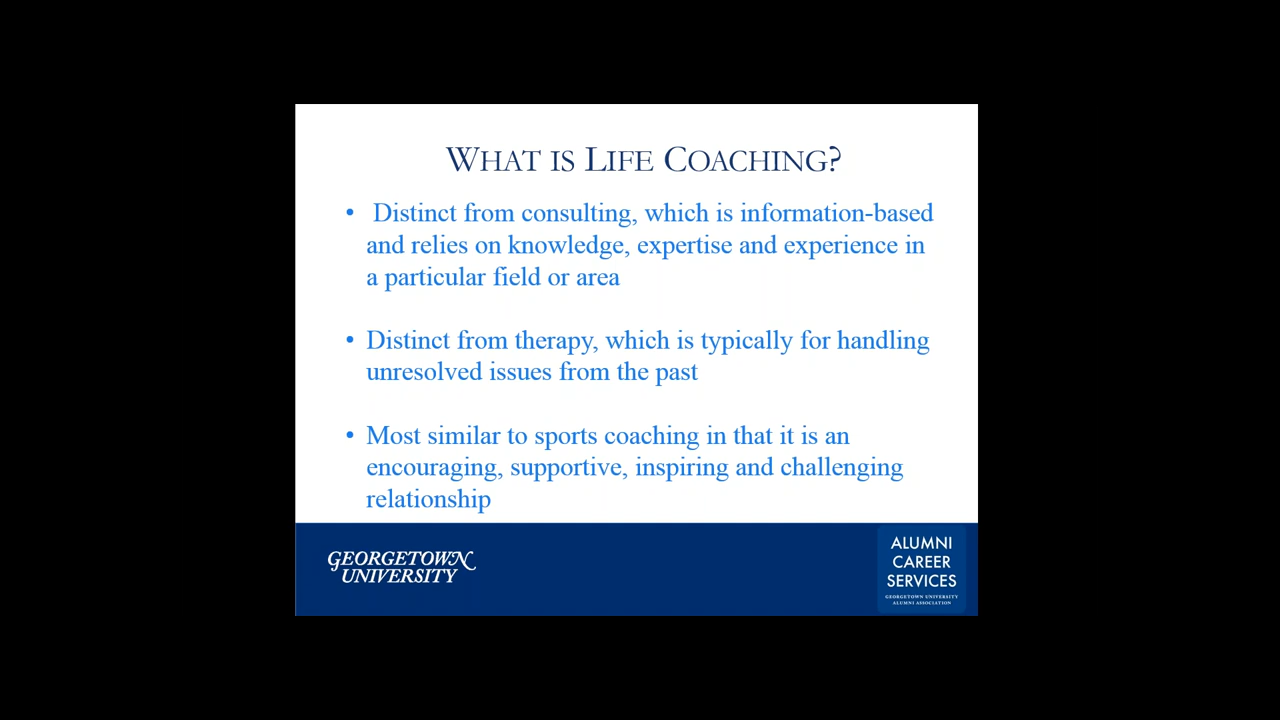 WHAT IS LIFE COACHING?
• Distinct from consulting, which is information-based
and relies on knowledge, expertise and experience in
a particular field or area
• Distinct from therapy, which is typically for handling
unresolved issues from the past
• Most similar to sports coaching in that it is an
encouraging, supportive, inspiring and challenging
relationship
GEORGETOWN
UNIVERSITY
ALUMNI
CAREER
SERVICES
GEORGETOWN UNIVERSITY
ALUMNI ASSOCIATION